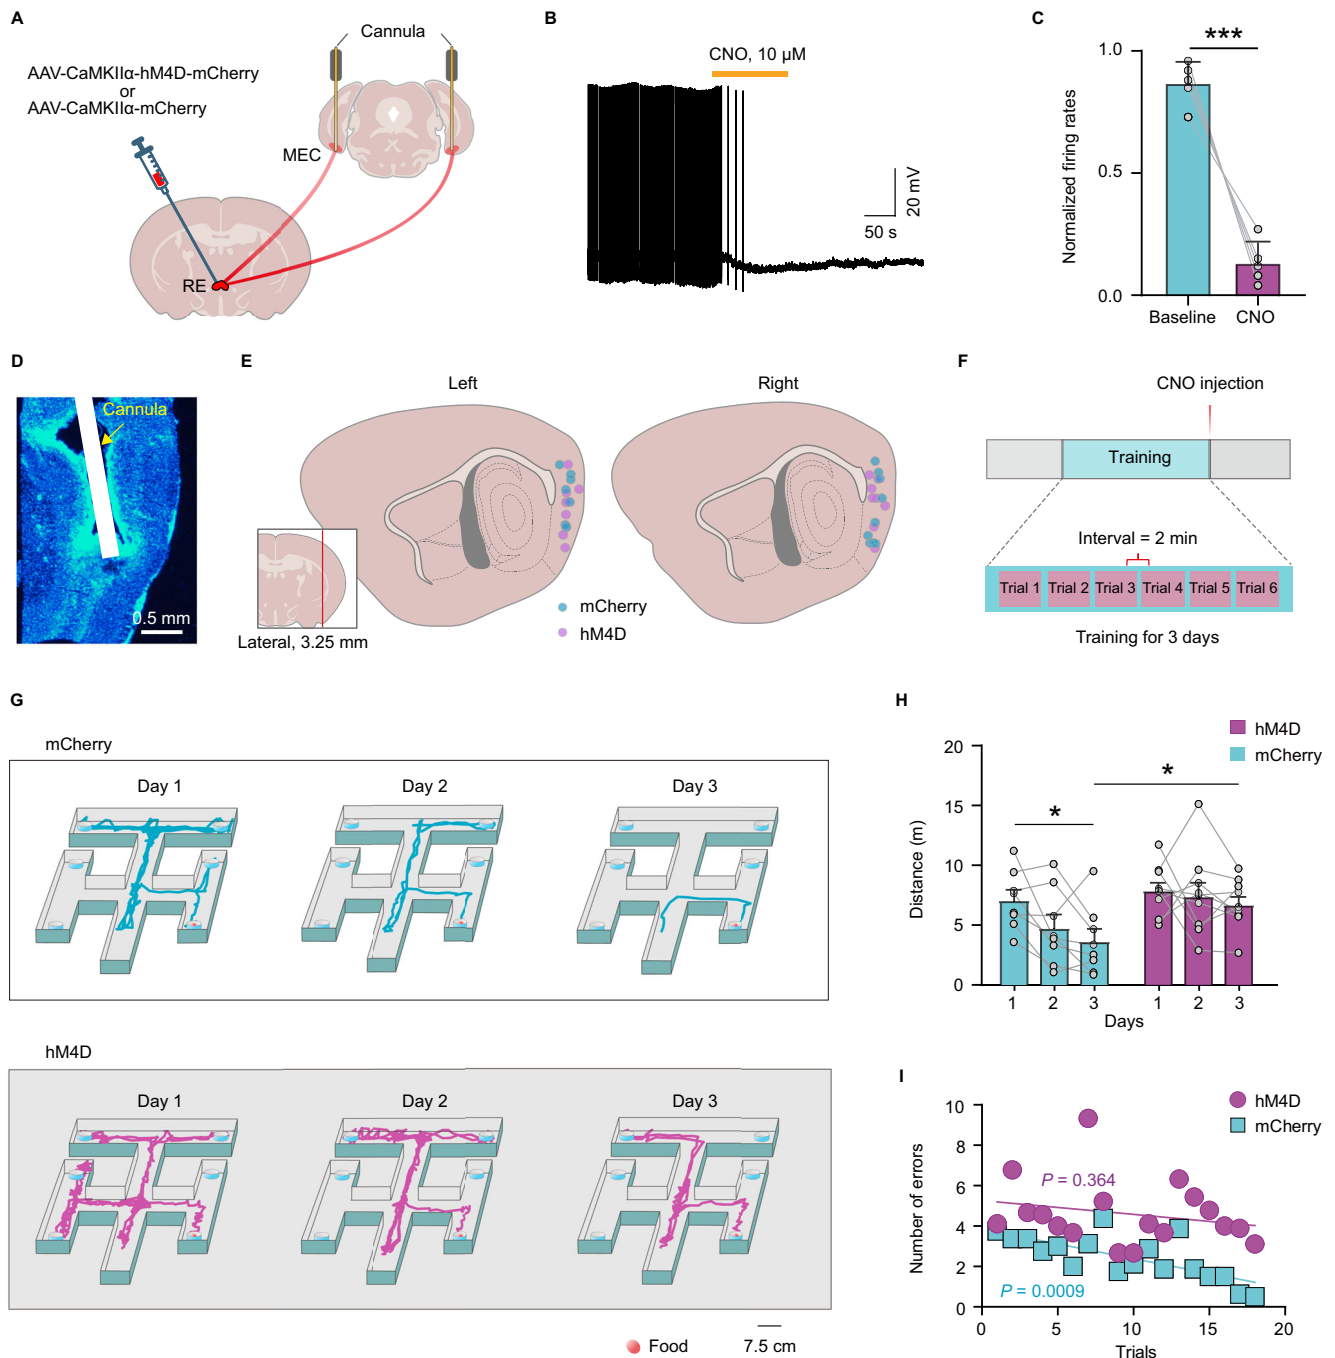 A
Cannula
AAV-CaMKIIα-hM4D-mCherry
or
AAV-CaMKIIα-mCherry
MEC
RE
B
CNO, 10 µM
20 mV
50 s
C
***
Normalized firing rates
1.0
0.5
0.0
Baseline
CNO
D
Cannula
0.5 mm
E
Left
Right
Lateral, 3.25 mm
mCherry
hM4D
F
CNO injection
Training
Interval = 2 min
Trial 1 Trial 2 Trial 3 Trial 4 Trial 5 Trial 6
Training for 3 days
G
mCherry
Day 1
Day 2
Day 3
hM4D
Day 1
Day 2
Day 3
Food
7.5 cm
H
hM4D
mCherry
Distance (m)
20
15
10
5
0
*
*
1 2 3 1 2 3
Days
I
hM4D
mCherry
Number of errors
10
8
6
4
2
0
P = 0.364
P = 0.0009
0 5 10 15 20
Trials